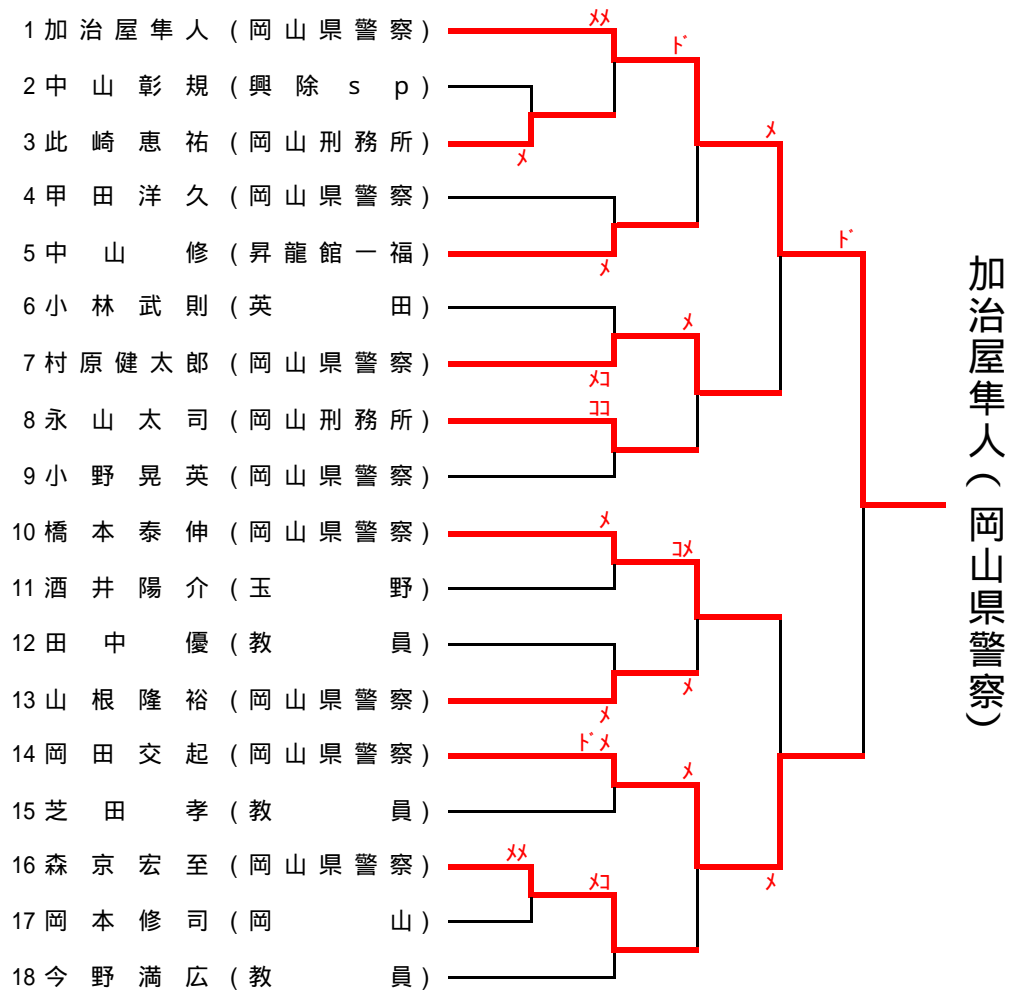 1 加治屋隼人 (岡山県警察)
2 中山彰規 (興除sp)
3 此崎恵祐 (岡山刑務所)
4 甲田洋久 (岡山県警察)
5 中山修 (昇龍館一福)
6 小林武則 (英田)
7 村原健太郎 (岡山県警察)
8 永山太司 (岡山刑務所)
9 小野晃英 (岡山県警察)
10 橋本泰伸 (岡山県警察)
11 酒井陽介 (玉野)
12 田中優 (教員)
13 山根隆裕 (岡山県警察)
14 岡田交起 (岡山県警察)
15 芝田孝 (教員)
16 森京宏至 (岡山県警察)
17 岡本修司 (岡山)
18 今野満広 (教員)
ﾒﾒ
ﾒ
ﾒ
ﾒｺ
ｺｺ
ﾒ
ﾒ
ﾄﾞﾒ
ﾒﾒ
ﾒｺ
ﾄﾞ
ﾒ
ｺﾒ
ﾒ
ﾒ
ﾒ
ﾒ
ﾄﾞ
加治屋隼人(岡山県警察)